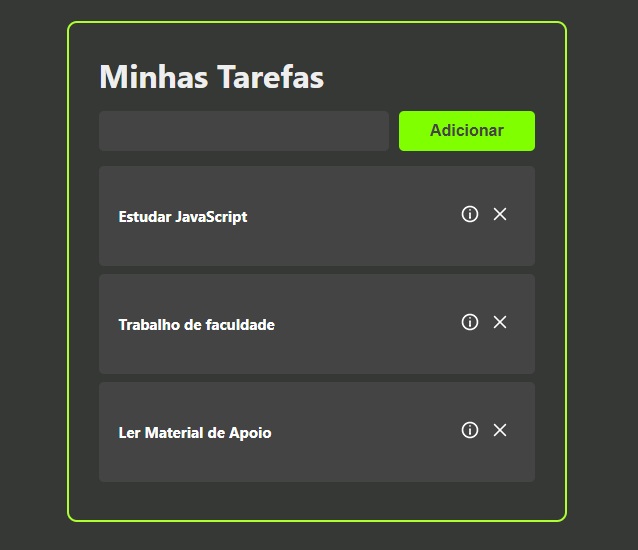 Minhas Tarefas
Adicionar
Estudar JavaScript
Trabalho de faculdade
Ler Material de Apoio